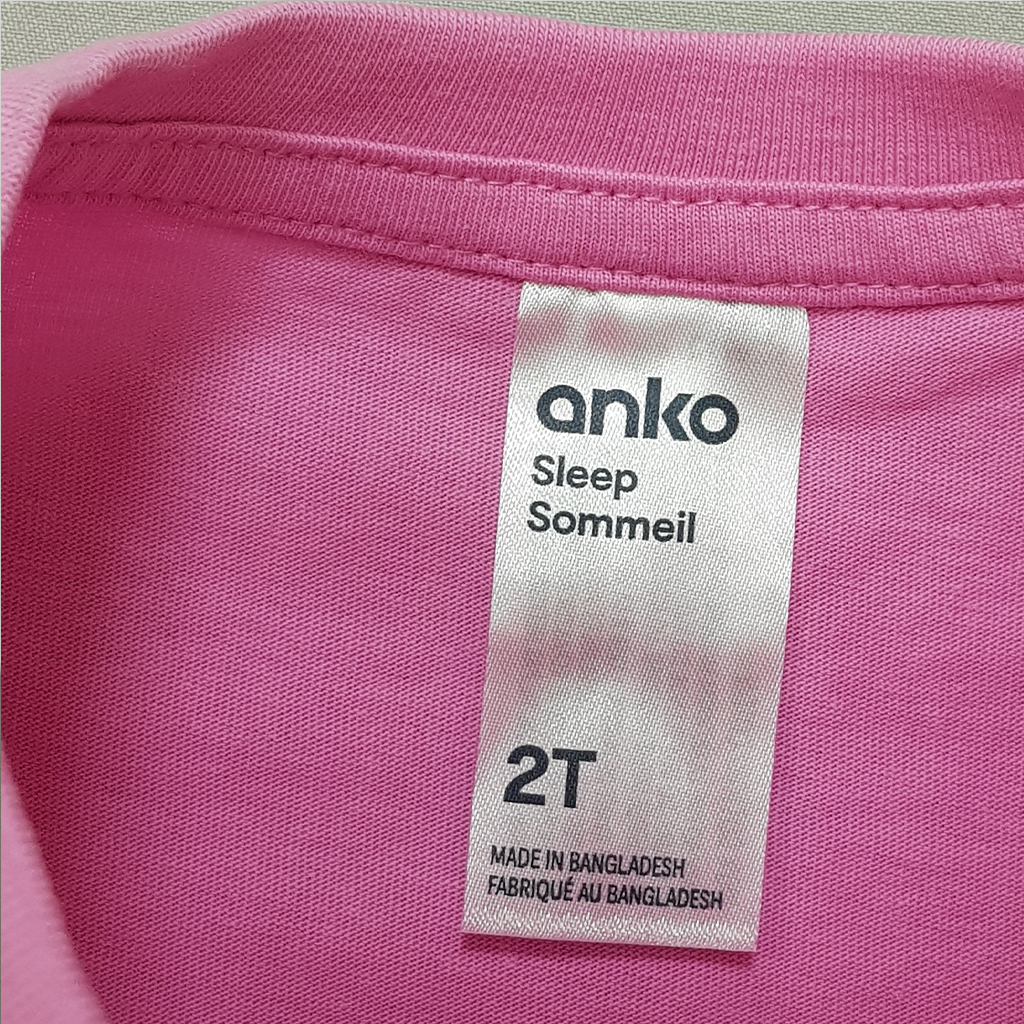 anko
Sleep
Sommeil
2T
MADE IN BANGLADESH
FABRIQUÉ AU BANGLADESH